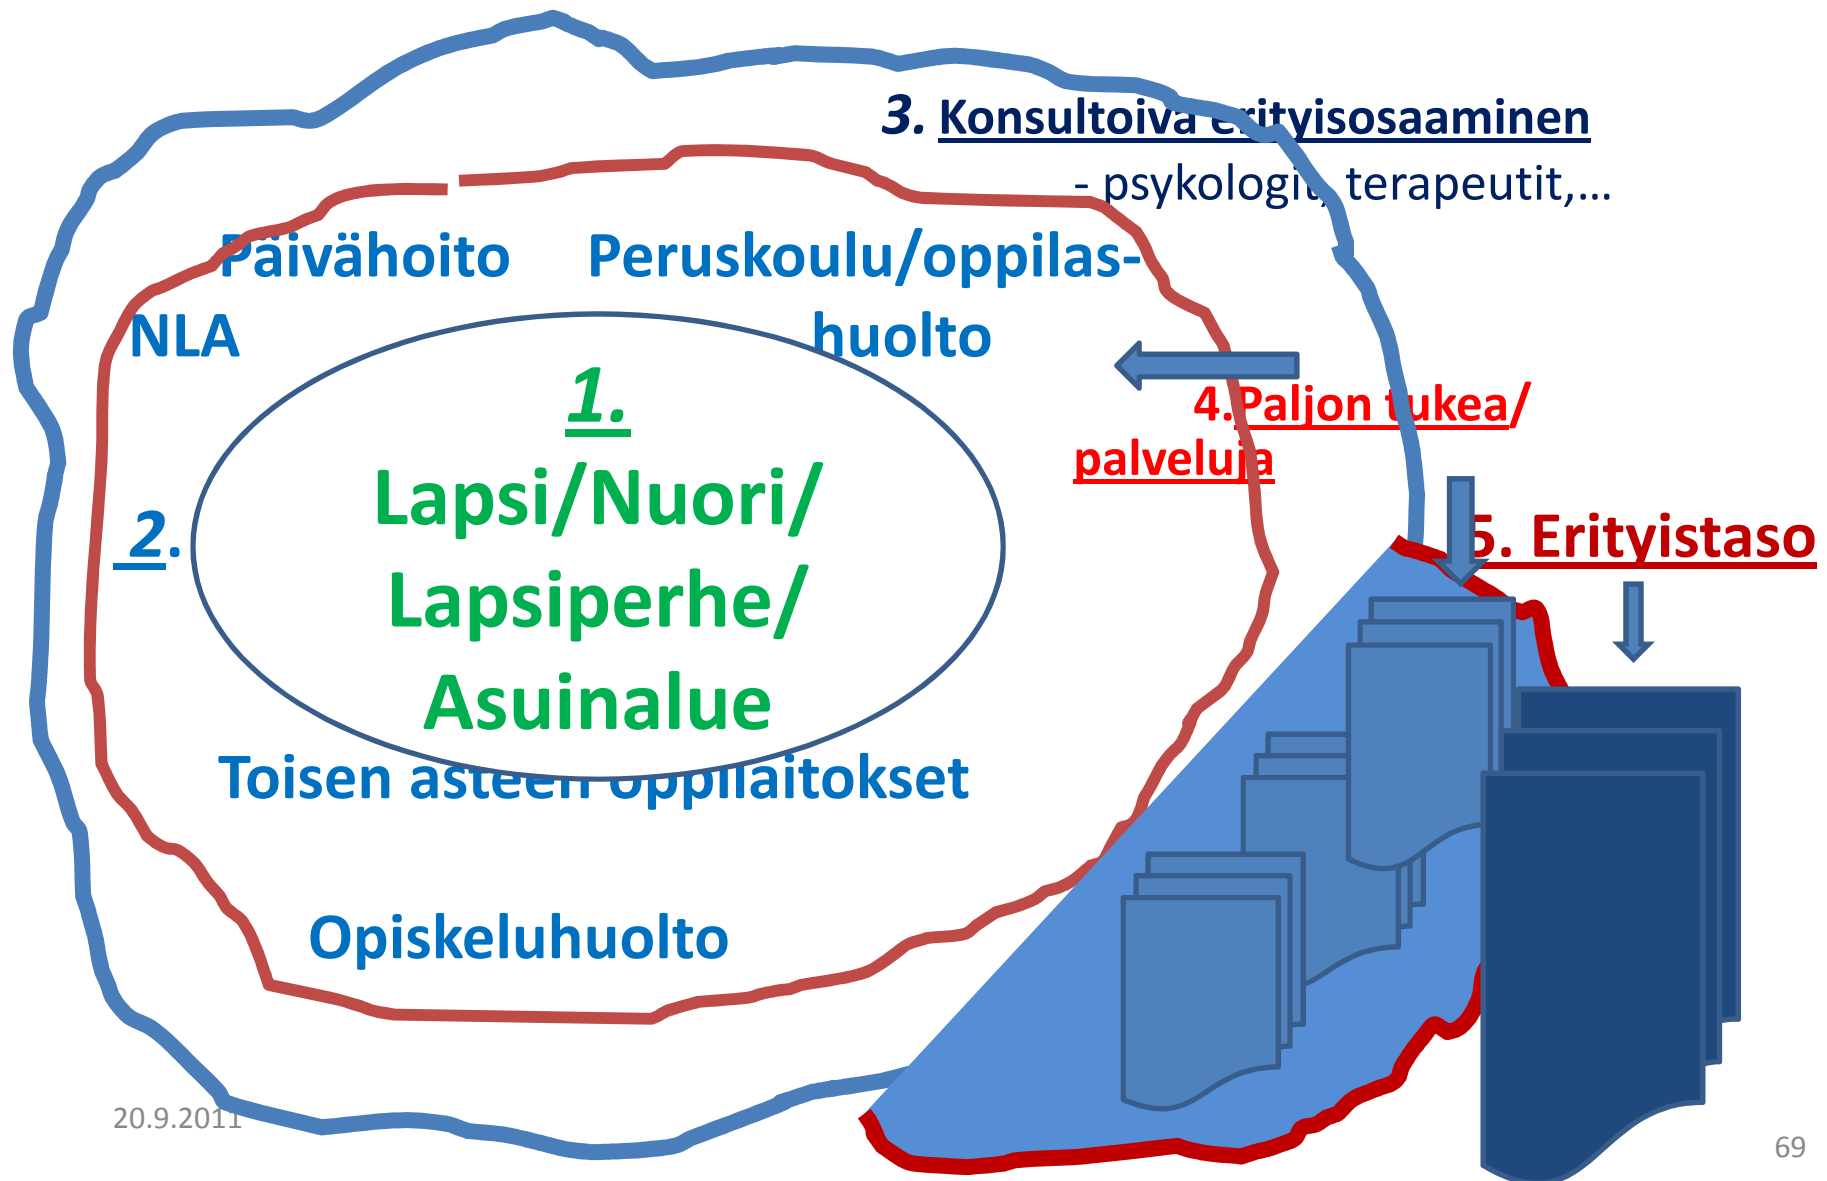 3. Konsultoiva erityisosaaminen
- psykologit, terapeutit,…
Päivähoito Peruskoulu/oppilas-
NLA huolto
1.
Lapsi/Nuori/
Lapsiperhe/
Asuinalue
4.Paljon tukea/
palveluja
2.
5. Erityistaso
Toisen asteen oppilaitokset
Opiskeluhuolto
20.9.2011
69